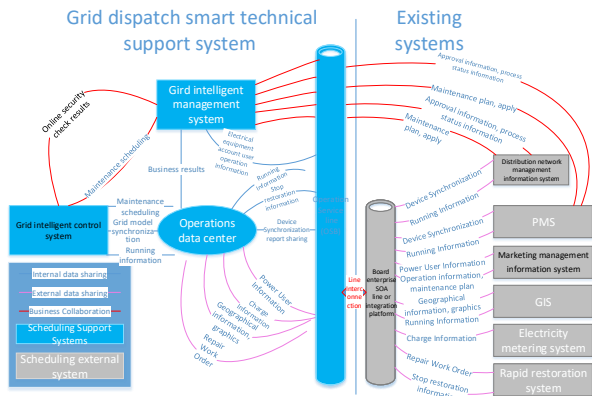 Grid dispatch smart technical
support system
Existing
systems
Gird intelligent
management
system
Online security
check results
Maintenance scheduling
Electrical
equipment
account user
operation
information
Business results
Running
information
Stop
restoration
information
Maintenance
scheduling
Grid model
synchroniza-
tion
Running
information
Grid intelligent control
system
Operations
data center
Device
Synchronization
report sharing
Power User
Information
Charge
Information
Geographical
information, graphics
Repair
Work
Order
Internal data sharing
External data sharing
Business Collaboration
Scheduling Support
Systems
Scheduling external
system
Line
interc
onne
ction
Board
enterprise
SOA
line or
integration
platform
Approval information, process
status information
Maintenance plan, apply
Approval information, process
status information
Maintenance
plan, apply
Device Synchronization
Running Information
Device Synchronization
Running Information
Power User Information
Operation information,
maintenance plan
Geographical
information, graphics
Running Information
Charge Information
Repair Work Order
Stop restoration
Distribution network
management
information system
PMS
Marketing management
information system
GIS
Electricity
metering system
Rapid restoration
system